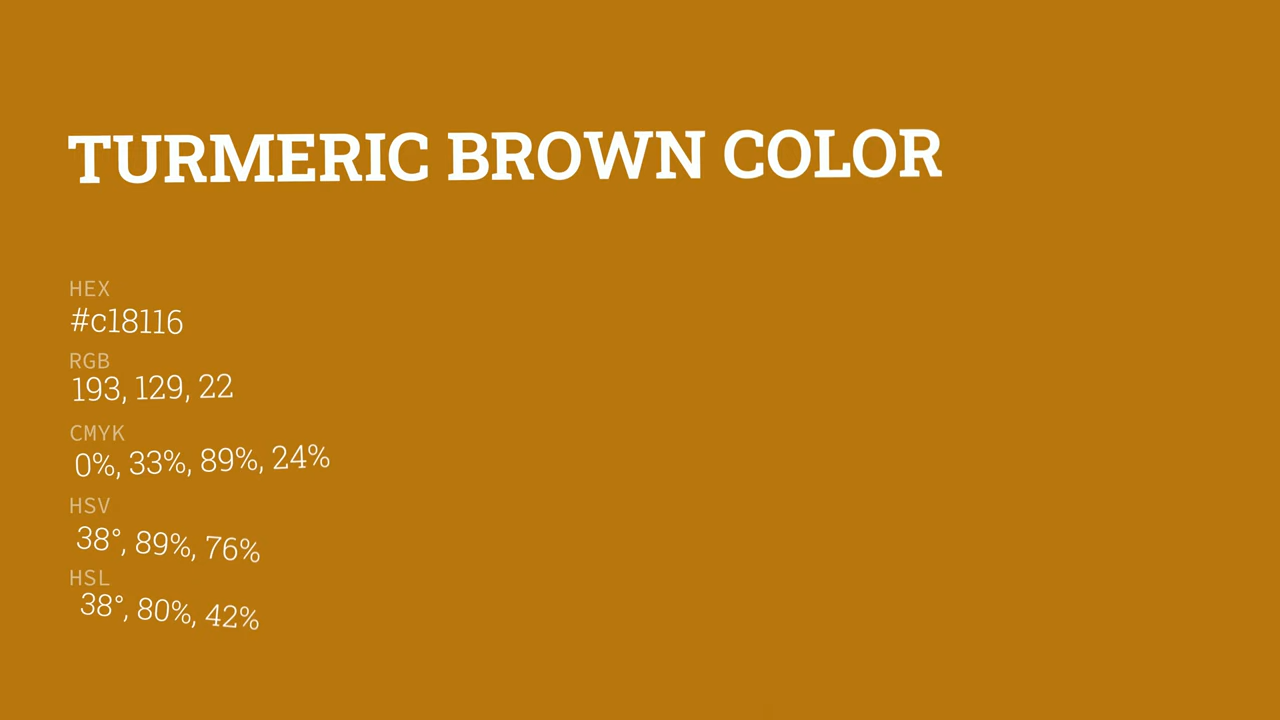 TURMERIC BROWN COLOR
HEX
#c18116
RGB
193, 129, 22
CMYK
0%, 33%, 89%, 24%
HSV
38°, 89%, 76%
HSL
38°, 80%, 42%